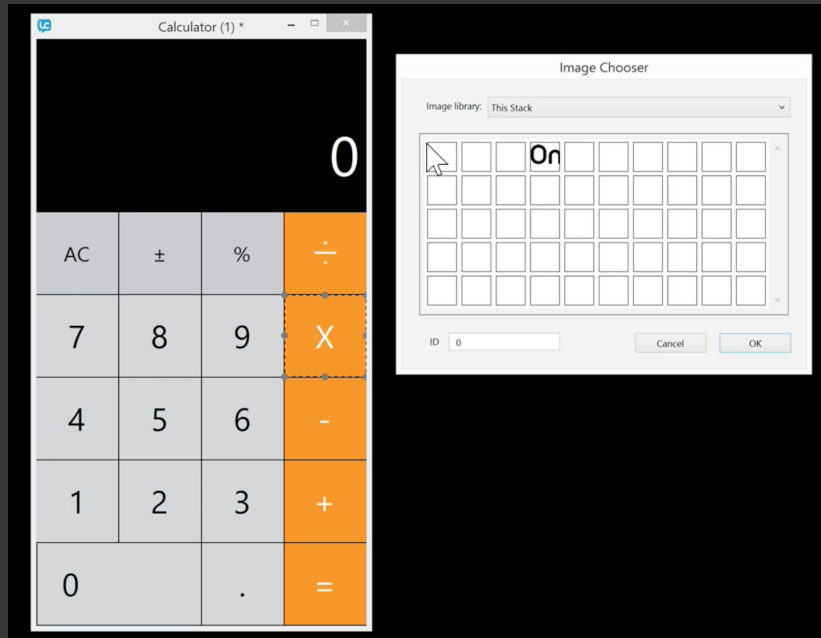 Calculator (1) *
0
AC ± % ÷
7 8 9 X
4 5 6 -
1 2 3 +
0 . =
Image Chooser
Image library: This Stack
On
ID 0 Cancel OK